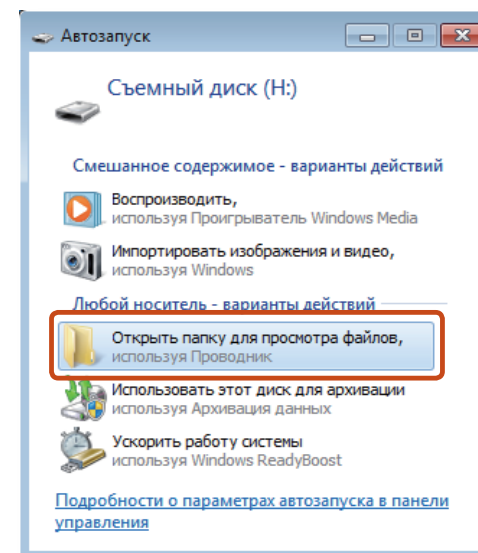 Автозапуск
Съемный диск (H:)
Смешанное содержимое - варианты действий
Воспроизводить,
используя Проигрыватель Windows Media
Импортировать изображения и видео,
используя Windows
Любой носитель - варианты действий
Открыть папку для просмотра файлов,
используя Проводник
Использовать этот диск для архивации
используя Архивация данных
Ускорить работу системы
используя Windows ReadyBoost
Подробности о параметрах автозапуска в панели
управления